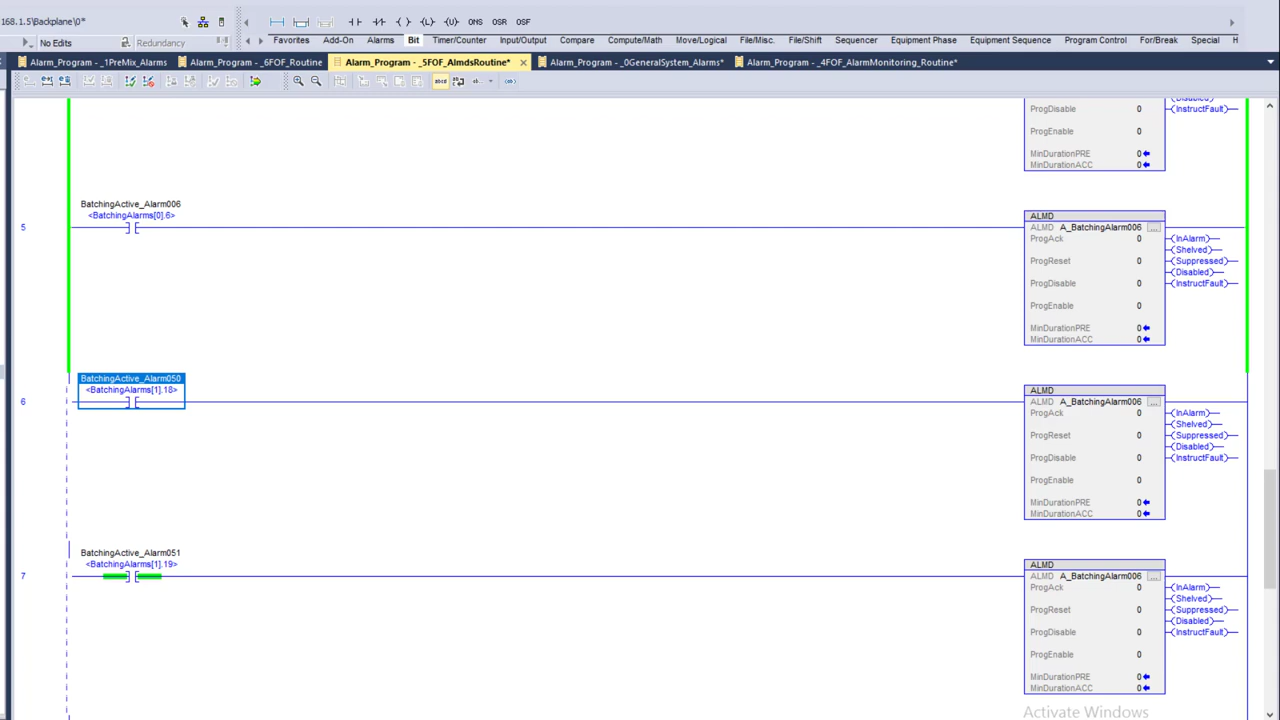 168.1.5\Backplane\0*
ONS OSR OSF
No Edits Redundancy Favorites Add-On Alarms Bit Timer/Counter Input/Output Compare Compute/Math Move/Logical File/Misc. File/Shift Sequencer Equipment Phase Equipment Sequence Program Control For/Break Special H
Alarm_Program - _1PreMix_Alarms Alarm_Program - _6FOF_Routine Alarm_Program - _5FOF_AlmdsRoutine* Alarm_Program - _0GeneralSystem_Alarms* Alarm_Program - _4FOF_AlarmMonitoring_Routine*
(Disabled)
ProgDisable 0 (InstructFault)
ProgEnable 0
MinDurationPRE 0
MinDurationACC 0
BatchingActive_Alarm006
<BatchingAlarms[0].6>
5
ALMD
ALMD A_BatchingAlarm006 ...
ProgAck 0 (InAlarm)
(Shelved)
ProgReset 0 (Suppressed)
(Disabled)
ProgDisable 0 (InstructFault)
ProgEnable 0
MinDurationPRE 0
MinDurationACC 0
BatchingActive_Alarm050
<BatchingAlarms[1].18>
6
ALMD
ALMD A_BatchingAlarm006 ...
ProgAck 0 (InAlarm)
(Shelved)
ProgReset 0 (Suppressed)
(Disabled)
ProgDisable 0 (InstructFault)
ProgEnable 0
MinDurationPRE 0
MinDurationACC 0
BatchingActive_Alarm051
<BatchingAlarms[1].19>
7
ALMD
ALMD A_BatchingAlarm006 ...
ProgAck 0 (InAlarm)
(Shelved)
ProgReset 0 (Suppressed)
(Disabled)
ProgDisable 0 (InstructFault)
ProgEnable 0
MinDurationPRE 0
MinDurationACC 0
Activate Windows